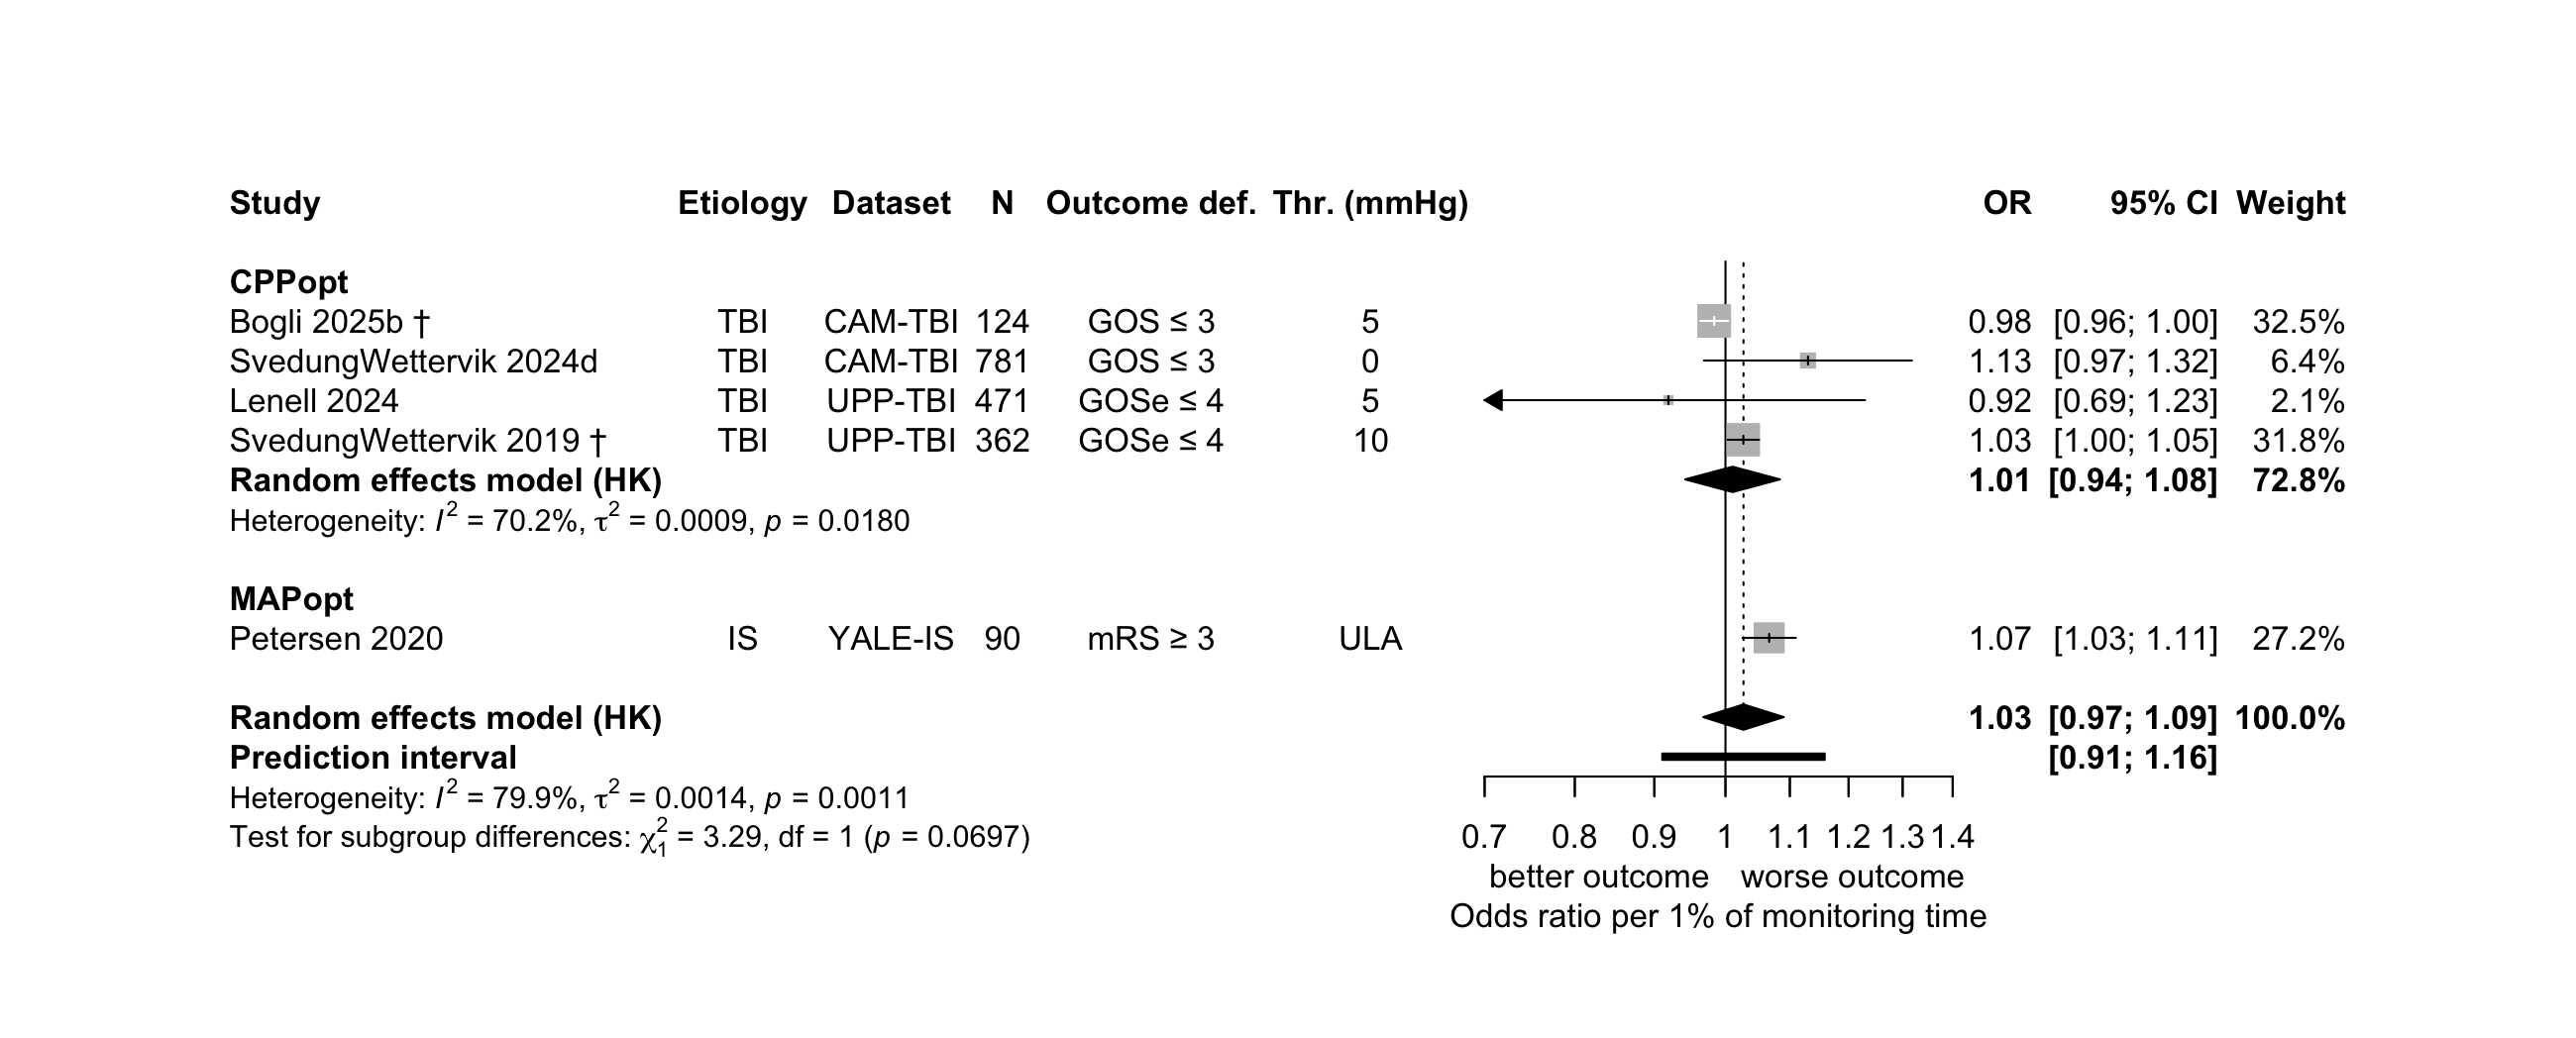 Study Etiology Dataset N Outcome def. Thr. (mmHg) OR 95% CI Weight
CPPopt
Bogli 2025b † TBI CAM-TBI 124 GOS ≤ 3 5 0.98 [0.96; 1.00] 32.5%
SvedungWettervik 2024d TBI CAM-TBI 781 GOS ≤ 3 0 1.13 [0.97; 1.32] 6.4%
Lenell 2024 TBI UPP-TBI 471 GOSe ≤ 4 5 0.92 [0.69; 1.23] 2.1%
SvedungWettervik 2019 † TBI UPP-TBI 362 GOSe ≤ 4 10 1.03 [1.00; 1.05] 31.8%
Random effects model (HK) 1.01 [0.94; 1.08] 72.8%
Heterogeneity: I² = 70.2%, τ² = 0.0009, p = 0.0180
MAPopt
Petersen 2020 IS YALE-IS 90 mRS ≥ 3 ULA 1.07 [1.03; 1.11] 27.2%
Random effects model (HK) 1.03 [0.97; 1.09] 100.0%
Prediction interval [0.91; 1.16]
Heterogeneity: I² = 79.9%, τ² = 0.0014, p = 0.0011
Test for subgroup differences: χ²₁ = 3.29, df = 1 (p = 0.0697)
0.7 0.8 0.9 1 1.1 1.2 1.3 1.4
better outcome worse outcome
Odds ratio per 1% of monitoring time